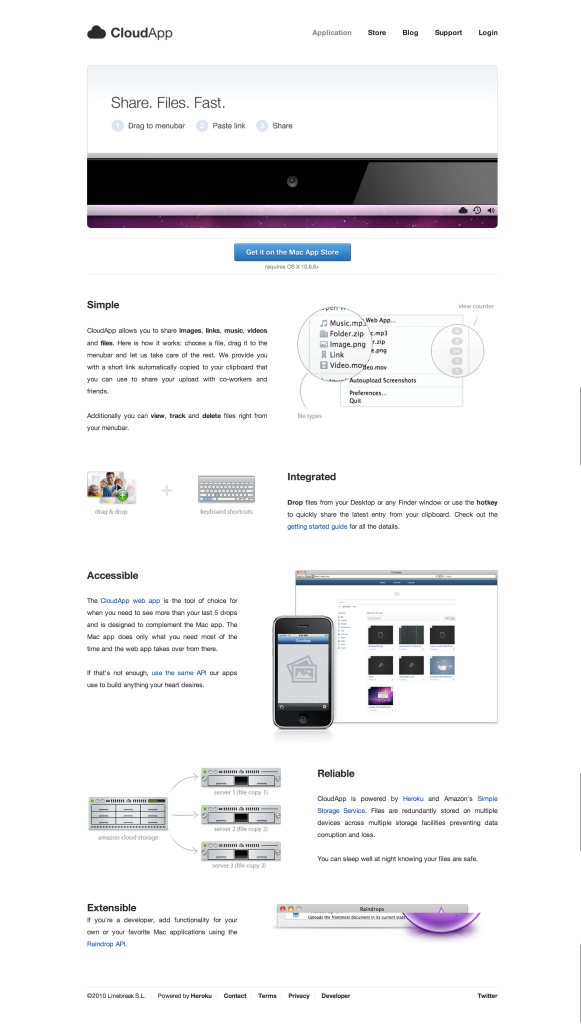 CloudApp
Application Store Blog Support Login
Share. Files. Fast.
1 Drag to menubar 2 Paste link 3 Share
Get it on the Mac App Store
requires OS X 10.6.6+
Simple
CloudApp allows you to share images, links, music, videos
and files. Here is how it works: choose a file, drag it to the
menubar and let us take care of the rest. We provide you
with a short link automatically copied to your clipboard that
you can use to share your upload with co-workers and
friends.
Additionally you can view, track and delete files right from
your menubar.
view counter
Web App...
Music.mp3
Folder.zip
Image.png
Link
Video.mov
mp3
r.zip
e.png
deo.mov
Autoupload Screenshots
Preferences...
Quit
file types
drag & drop
keyboard shortcuts
Integrated
Drop files from your Desktop or any Finder window or use the hotkey
to quickly share the latest entry from your clipboard. Check out the
getting started guide for all the details.
Accessible
The CloudApp web app is the tool of choice for
when you need to see more than your last 5 drops
and is designed to complement the Mac app. The
Mac app does only what you need most of the
time and the web app takes over from there.
If that's not enough, use the same API our apps
use to build anything your heart desires.
CloudApp
server 1 (file copy 1)
server 2 (file copy 2)
server 3 (file copy 3)
amazon cloud storage
Reliable
CloudApp is powered by Heroku and Amazon's Simple
Storage Service. Files are redundantly stored on multiple
devices across multiple storage facilities preventing data
corruption and loss.
You can sleep well at night knowing your files are safe.
Extensible
If you're a developer, add functionality for your
own or your favorite Mac applications using the
Raindrop API.
Raindrops
Uploads the frontmost document in its current state
©2010 Linebreak S.L. Powered by Heroku Contact Terms Privacy Developer Twitter